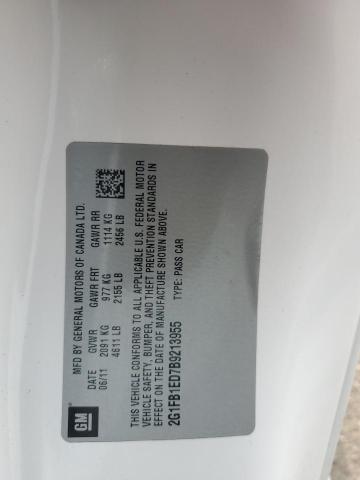 MFD BY GENERAL MOTORS OF CANADA LTD.
DATE GVWR GAWR FRT GAWR RR
06/11 2091 KG 977 KG 1114 KG
4611 LB 2155 LB 2456 LB
THIS VEHICLE CONFORMS TO ALL APPLICABLE U.S. FEDERAL MOTOR
VEHICLE SAFETY, BUMPER, AND THEFT PREVENTION STANDARDS IN
EFFECT ON THE DATE OF MANUFACTURE SHOWN ABOVE.
2G1FB1ED7B9213955 TYPE: PASS CAR
GM